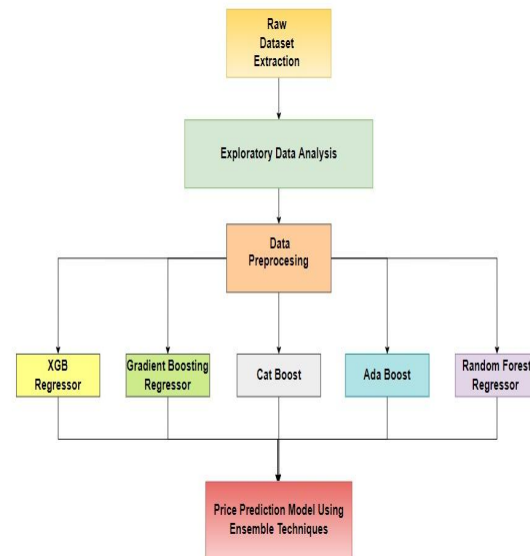 Raw
Dataset
Extraction
Exploratory Data Analysis
Data
Preprocesing
XGB
Regressor
Gradient Boosting
Regressor
Cat Boost
Ada Boost
Random Forest
Regressor
Price Prediction Model Using
Ensemble Techniques